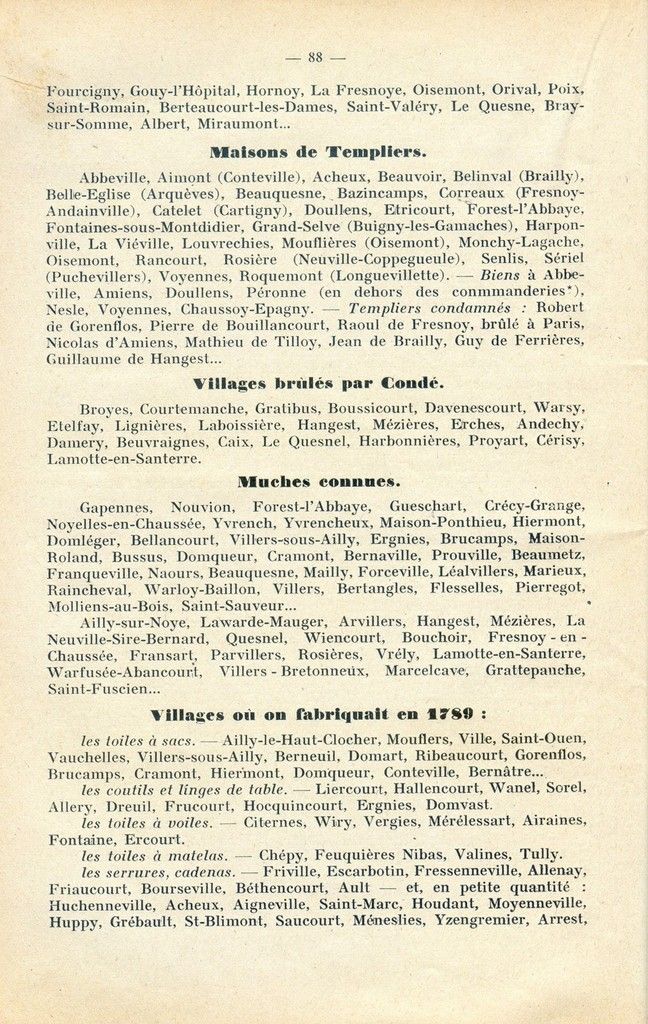 — 88 —
Fourcigny, Gouy-l'Hôpital, Hornoy, La Fresnoye, Oisemont, Orival, Poix,
Saint-Romain, Berteaucourt-les-Dames, Saint-Valéry, Le Quesne, Bray-
sur-Somme, Albert, Miraumont...
Maisons de Templiers.
Abbeville, Aimont (Conteville), Acheux, Beauvoir, Belinval (Brailly),
Belle-Eglise (Arquèves), Beauquesne, Bazincamps, Correaux (Fresnoy-
Andainville), Catelet (Cartigny), Doullens, Etricourt, Forest-l'Abbaye,
Fontaines-sous-Montdidier, Grand-Selve (Buigny-les-Gamaches), Harpon-
ville, La Viéville, Louvrechies, Mouflières (Oisemont), Monchy-Lagache,
Oisemont, Rancourt, Rosière (Neuville-Coppegueule), Senlis, Sériel
(Puchevillers), Voyennes, Roquemont (Longuevillette). — Biens à Abbe-
ville, Amiens, Doullens, Péronne (en dehors des conmmanderies*),
Nesle, Voyennes, Chaussoy-Epagny. — Templiers condamnés : Robert
de Gorenflos, Pierre de Bouillancourt, Raoul de Fresnoy, brûlé à Paris,
Nicolas d'Amiens, Mathieu de Tilloy, Jean de Brailly, Guy de Ferrières,
Guillaume de Hangest...
Villages brûlés par Condé.
Broyes, Courtemanche, Gratibus, Boussicourt, Davenescourt, Warsy,
Etelfay, Lignières, Laboissière, Hangest, Mézières, Erches, Andechy,
Damery, Beuvraignes, Caix, Le Quesnel, Harbonnières, Proyart, Cérisy,
Lamotte-en-Santerre.
Muches connues.
Gapennes, Nouvion, Forest-l'Abbaye, Gueschart, Crécy-Grange,
Noyelles-en-Chaussée, Yvrench, Yvrencheux, Maison-Ponthieu, Hiermont,
Domléger, Bellancourt, Villers-sous-Ailly, Ergnies, Brucamps, Maison-
Roland, Bussus, Domqueur, Cramont, Bernaville, Prouville, Beaumetz,
Franqueville, Naours, Beauquesne, Mailly, Forceville, Léalvillers, Marieux,
Raincheval, Warloy-Baillon, Villers, Bertangles, Flesselles, Pierregot,
Molliens-au-Bois, Saint-Sauveur...
Ailly-sur-Noye, Lawarde-Mauger, Arvillers, Hangest, Mézières, La
Neuville-Sire-Bernard, Quesnel, Wiencourt, Bouchoir, Fresnoy - en -
Chaussée, Fransart, Parvillers, Rosières, Vrély, Lamotte-en-Santerre,
Warfusée-Abancourt, Villers - Bretonneux, Marcelcave, Grattepanche,
Saint-Fuscien...
Villages où on fabriquait en 1789 :
les toiles à sacs. — Ailly-le-Haut-Clocher, Mouflers, Ville, Saint-Ouen,
Vauchelles, Villers-sous-Ailly, Berneuil, Domart, Ribeaucourt, Gorenflos,
Brucamps, Cramont, Hiermont, Domqueur, Conteville, Bernâtre...
les coutils et linges de table. — Liercourt, Hallencourt, Wanel, Sorel,
Allery, Dreuil, Frucourt, Hocquincourt, Ergnies, Domvast.
les toiles à voiles. — Citernes, Wiry, Vergies, Mérélessart, Airaines,
Fontaine, Ercourt.
les toiles à matelas. — Chépy, Feuquières Nibas, Valines, Tully.
les serrures, cadenas. — Friville, Escarbotin, Fressenneville, Allenay,
Friaucourt, Bourseville, Béthencourt, Ault — et, en petite quantité :
Huchenneville, Acheux, Aigneville, Saint-Marc, Houdant, Moyenneville,
Huppy, Grébault, St-Blimont, Saucourt, Méneslies, Yzengremier, Arrest,